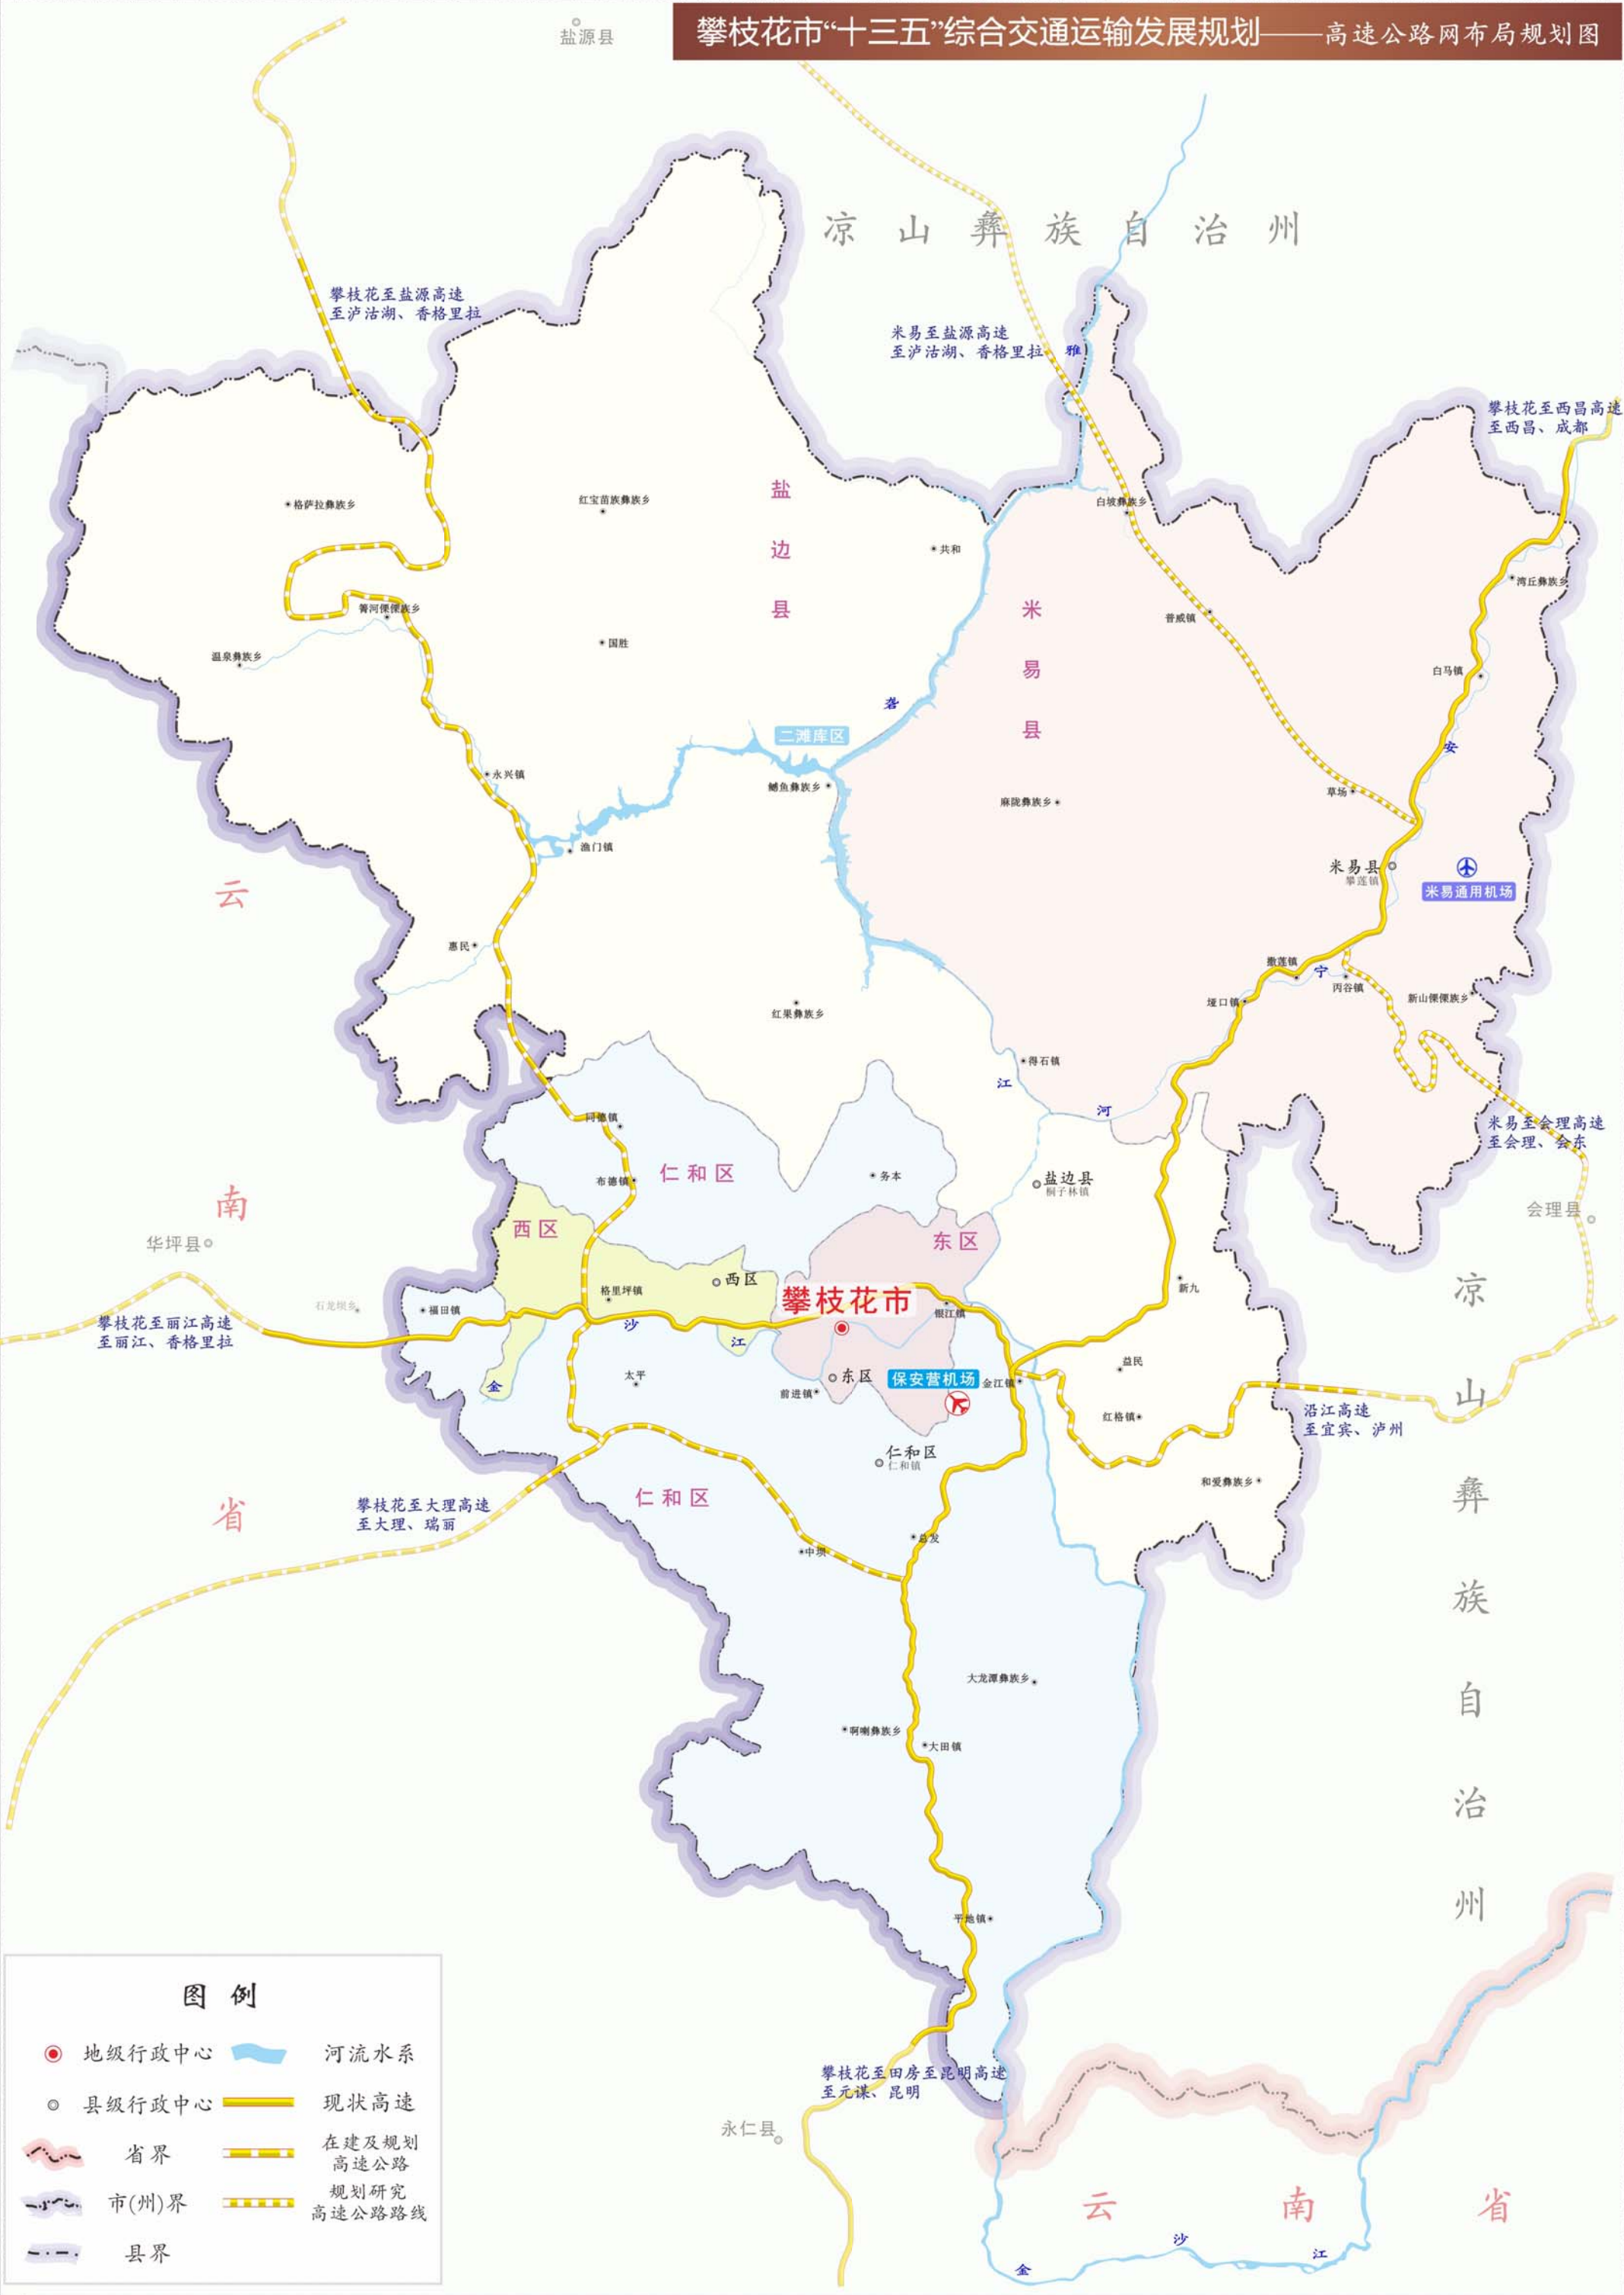 攀枝花市“十三五”综合交通运输发展规划——高速公路网布局规划图
盐源县
凉山彝族自治州
攀枝花至盐源高速
至泸沽湖、香格里拉
米易至盐源高速
至泸沽湖、香格里拉
雅
攀枝花至西昌高速
至西昌、成都
格萨拉彝族乡
红宝苗族彝族乡
盐边县
白坡彝族乡
共和
湾丘彝族乡
箐河傈僳族乡
米易县
普威镇
国胜
温泉彝族乡
白马镇
砻
二滩库区
安
永兴镇
鳡鱼彝族乡
麻陇彝族乡
草场
渔门镇
米易县
攀莲镇
米易通用机场
云
惠民
撒莲镇
宁
丙谷镇
新山傈僳族乡
垭口镇
红果彝族乡
得石镇
江
河
同德镇
米易至会理高速
至会理、会东
仁和区
务本
盐边县
桐子林镇
布德镇
南
会理县
西区
东区
华坪县
西区
新九
凉
格里坪镇
攀枝花市
石龙坝乡
福田镇
银江镇
攀枝花至丽江高速
至丽江、香格里拉
沙
江
益民
太平
东区
保安营机场
金江镇
金
前进镇
山
沿江高速
至宜宾、泸州
红格镇
仁和区
仁和镇
和爱彝族乡
仁和区
彝
攀枝花至大理高速
至大理、瑞丽
省
总发
中坝
族
大龙潭彝族乡
自
啊喇彝族乡
大田镇
治
州
平地镇
图例
地级行政中心
河流水系
县级行政中心
现状高速
省界
在建及规划
高速公路
市(州)界
规划研究
高速公路路线
县界
攀枝花至田房至昆明高速
至元谋、昆明
永仁县
云南省
沙
江
金